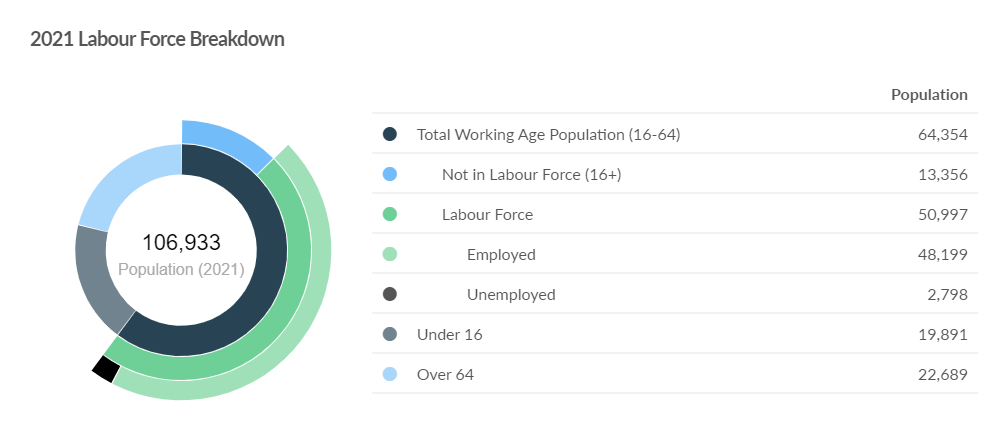 2021 Labour Force Breakdown
Population
Total Working Age Population (16-64) 64,354
Not in Labour Force (16+) 13,356
Labour Force 50,997
Employed 48,199
Unemployed 2,798
Under 16 19,891
Over 64 22,689
106,933
Population (2021)